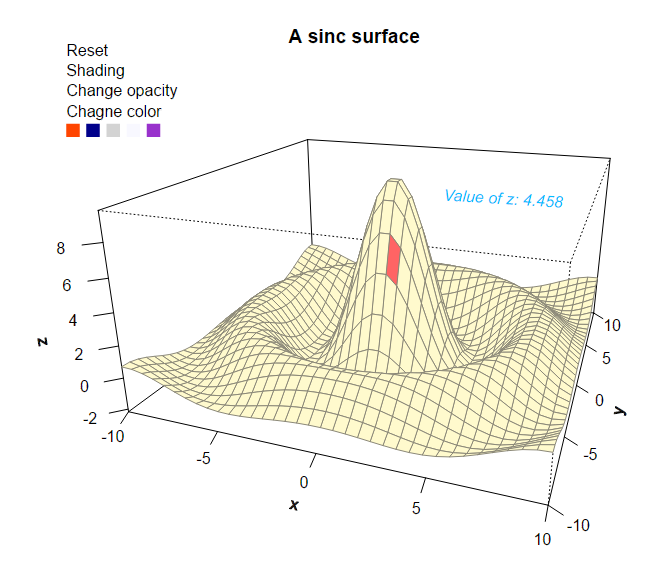 A sinc surface
Reset
Shading
Change opacity
Chagne color
Value of z: 4.458
8
6
4
2
0
-2
z
-10
-5
0
5
10
x
10
5
0
-5
-10
y